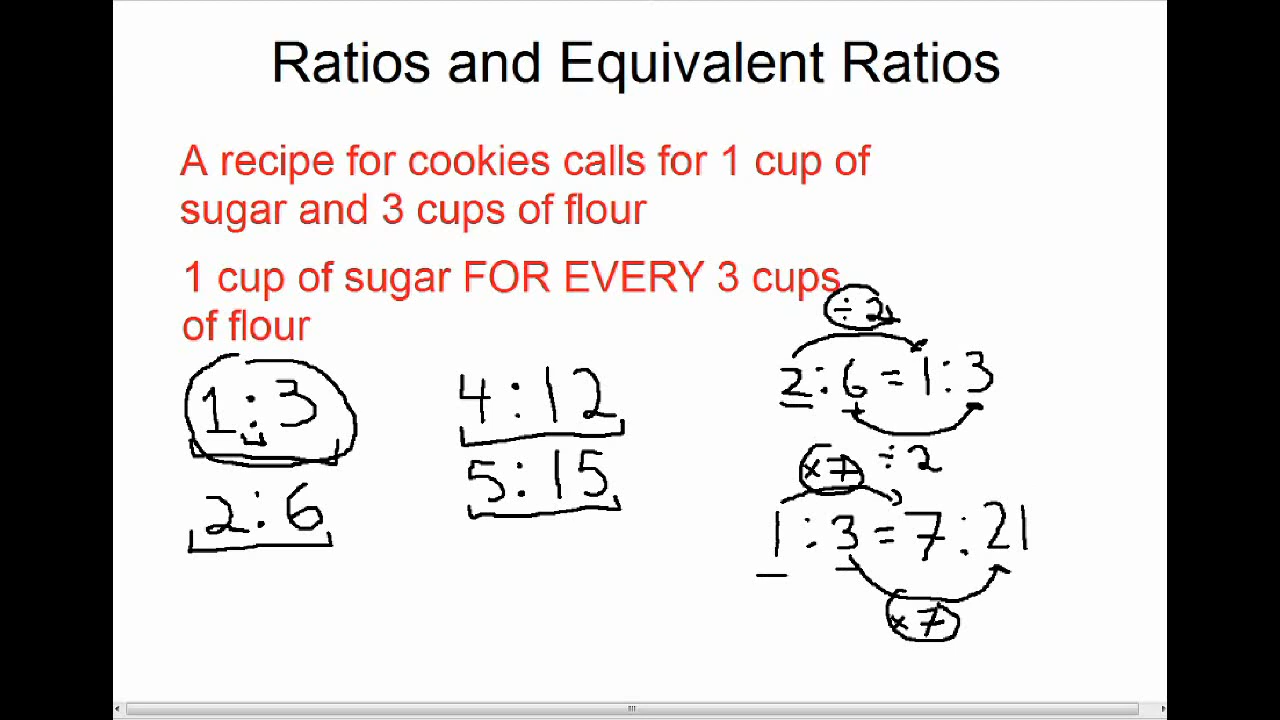 Ratios and Equivalent Ratios
A recipe for cookies calls for 1 cup of
sugar and 3 cups of flour
1 cup of sugar FOR EVERY 3 cups
of flour
1:3
2:6
4:12
5:15
÷2
2:6=1:3
÷2
×7
1:3=7:21
×7